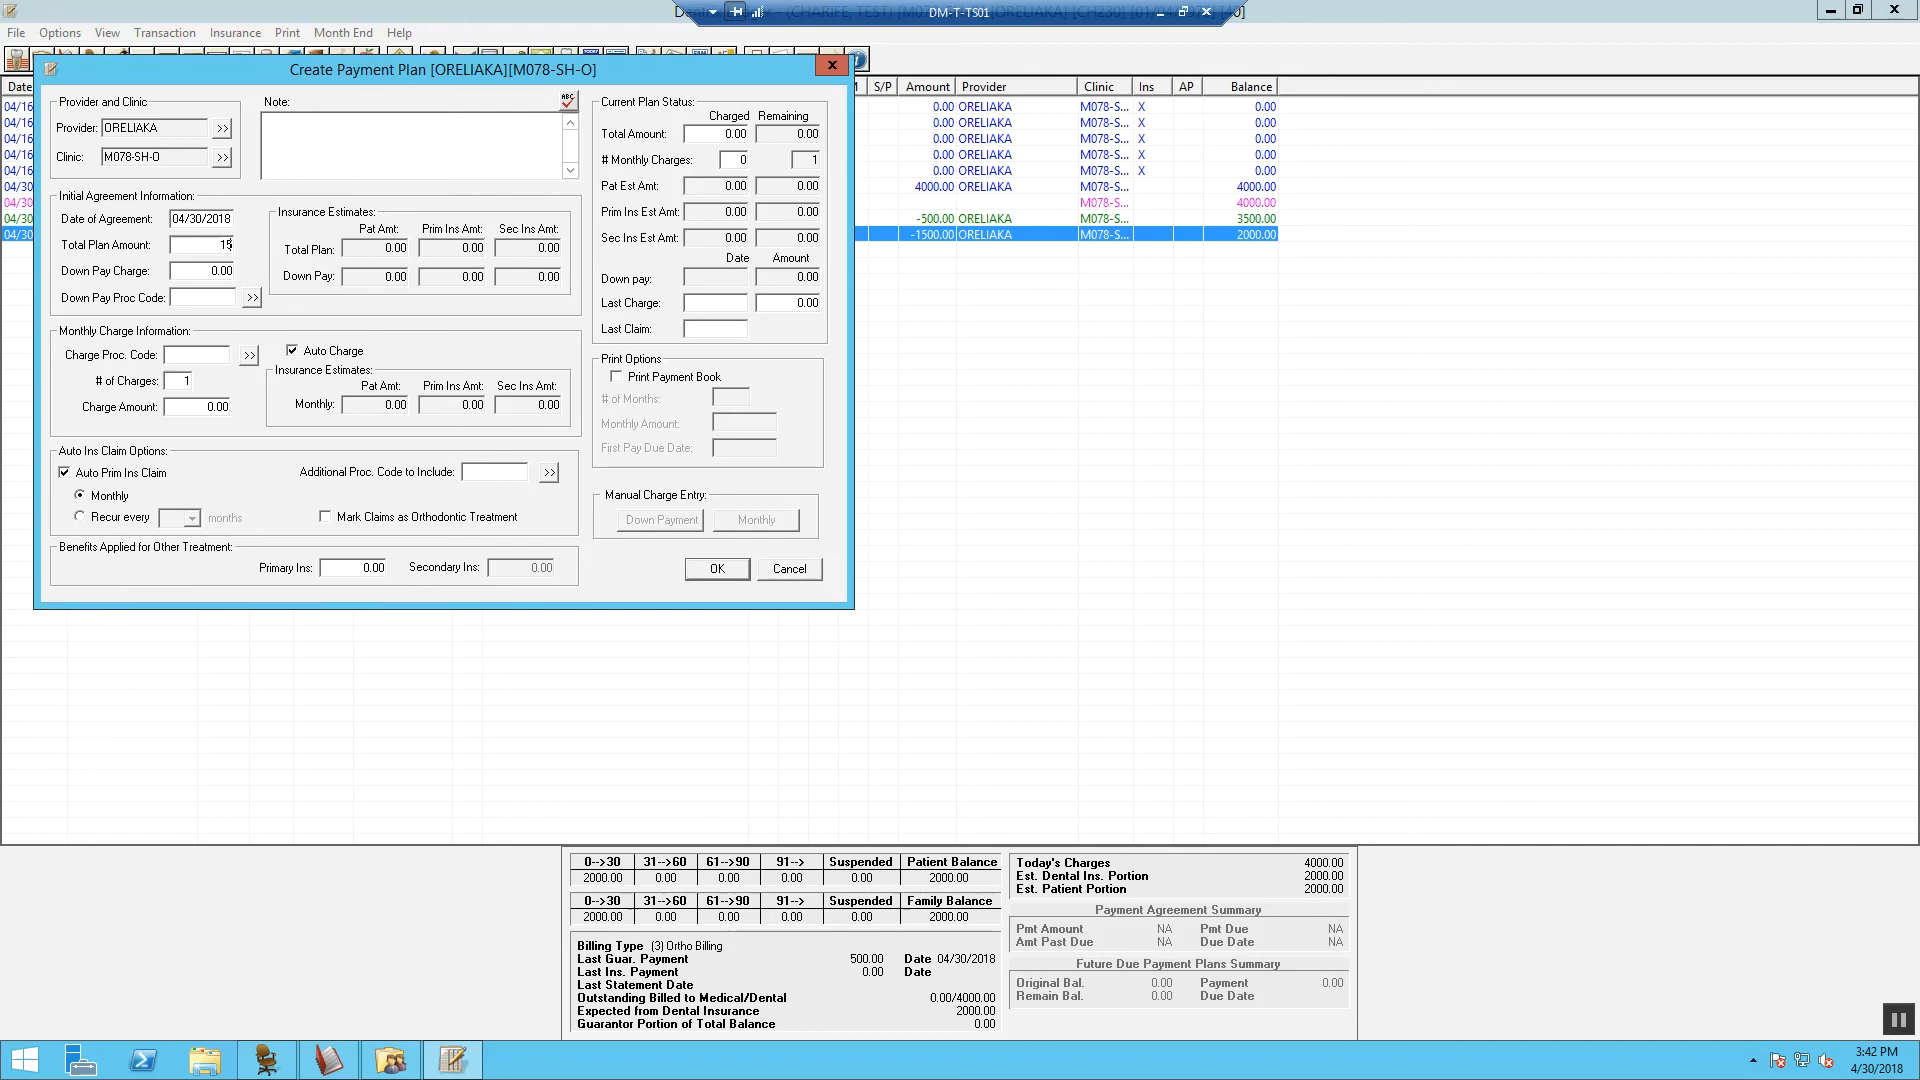 DM-T-TS01
File Options View Transaction Insurance Print Month End Help
Create Payment Plan [ORELIAKA][M078-SH-O]
Date S/P Amount Provider Clinic Ins AP Balance
04/16 0.00 ORELIAKA M078-S... X 0.00
04/16 0.00 ORELIAKA M078-S... X 0.00
04/16 0.00 ORELIAKA M078-S... X 0.00
04/16 0.00 ORELIAKA M078-S... X 0.00
04/16 0.00 ORELIAKA M078-S... X 0.00
04/30 4000.00 ORELIAKA M078-S... 4000.00
04/30 M078-S... 4000.00
04/30 -500.00 ORELIAKA M078-S... 3500.00
04/30 -1500.00 ORELIAKA M078-S... 2000.00
Provider and Clinic
Provider: ORELIAKA >>
Clinic: M078-SH-O >>
Note:
ABC
Initial Agreement Information:
Date of Agreement: 04/30/2018
Total Plan Amount: 15
Down Pay Charge: 0.00
Down Pay Proc Code: >>
Insurance Estimates:
Pat Amt: Prim Ins Amt: Sec Ins Amt:
Total Plan: 0.00 0.00 0.00
Down Pay: 0.00 0.00 0.00
Monthly Charge Information:
Charge Proc. Code: >>
# of Charges: 1
Charge Amount: 0.00
Auto Charge
Insurance Estimates:
Pat Amt: Prim Ins Amt: Sec Ins Amt:
Monthly: 0.00 0.00 0.00
Auto Ins Claim Options:
Auto Prim Ins Claim
Additional Proc. Code to Include: >>
Monthly
Recur every months
Mark Claims as Orthodontic Treatment
Benefits Applied for Other Treatment:
Primary Ins: 0.00 Secondary Ins: 0.00
Current Plan Status:
Charged Remaining
Total Amount: 0.00 0.00
# Monthly Charges: 0 1
Pat Est Amt: 0.00 0.00
Prim Ins Est Amt: 0.00 0.00
Sec Ins Est Amt: 0.00 0.00
Date Amount
Down pay: 0.00
Last Charge: 0.00
Last Claim:
Print Options
Print Payment Book
# of Months:
Monthly Amount:
First Pay Due Date:
Manual Charge Entry:
Down Payment Monthly
OK Cancel
0-->30 31-->60 61-->90 91--> Suspended Patient Balance
2000.00 0.00 0.00 0.00 0.00 2000.00
0-->30 31-->60 61-->90 91--> Suspended Family Balance
2000.00 0.00 0.00 0.00 0.00 2000.00
Billing Type (3) Ortho Billing
Last Guar. Payment 500.00 Date 04/30/2018
Last Ins. Payment 0.00 Date
Last Statement Date
Outstanding Billed to Medical/Dental 0.00/4000.00
Expected from Dental Insurance 2000.00
Guarantor Portion of Total Balance 0.00
Today's Charges 4000.00
Est. Dental Ins. Portion 2000.00
Est. Patient Portion 2000.00
Payment Agreement Summary
Pmt Amount NA Pmt Due NA
Amt Past Due NA Due Date NA
Future Due Payment Plans Summary
Original Bal. 0.00 Payment 0.00
Remain Bal. 0.00 Due Date
3:42 PM
4/30/2018